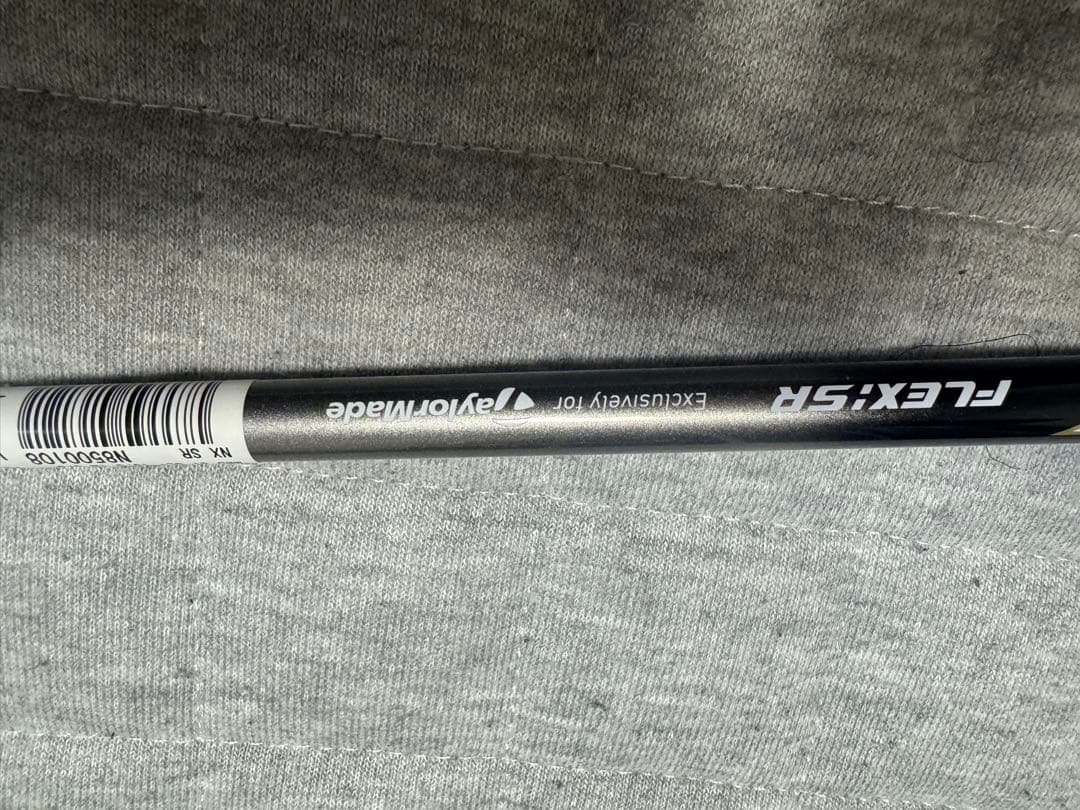 FLEX:SR
Exclusively for TaylorMade
NX SR
N8500108